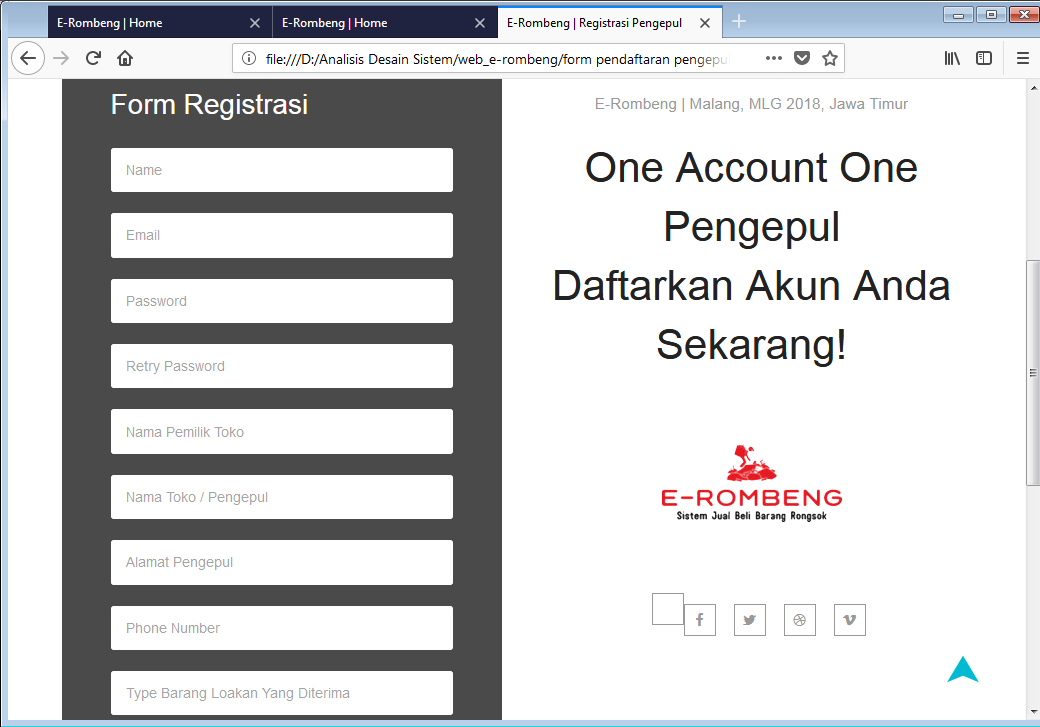 E-Rombeng | Home
E-Rombeng | Home
E-Rombeng | Registrasi Pengepul
file:///D:/Analisis Desain Sistem/web_e-rombeng/form pendaftaran pengepu
Form Registrasi
Name
Email
Password
Retry Password
Nama Pemilik Toko
Nama Toko / Pengepul
Alamat Pengepul
Phone Number
Type Barang Loakan Yang Diterima
E-Rombeng | Malang, MLG 2018, Jawa Timur
One Account One
Pengepul
Daftarkan Akun Anda
Sekarang!
E-ROMBENG
Sistem Jual Beli Barang Rongsok